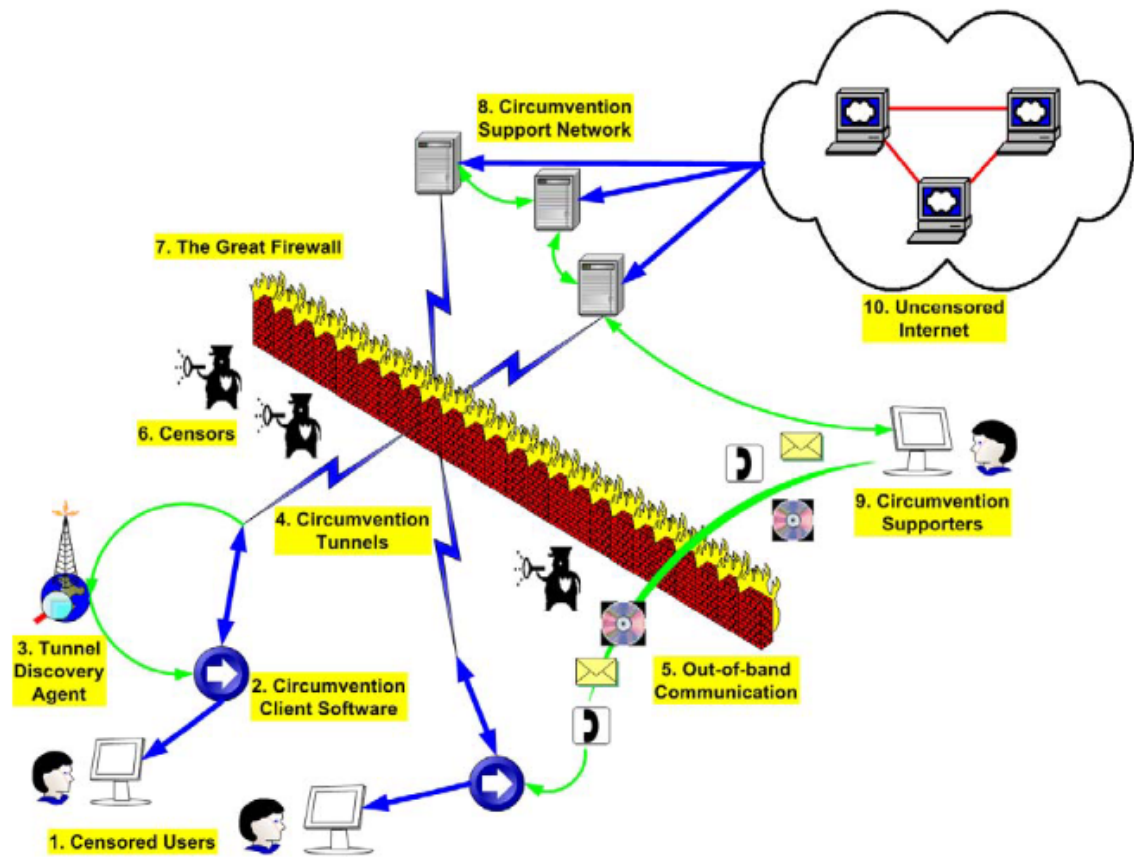 8. Circumvention
Support Network
7. The Great Firewall
10. Uncensored
Internet
6. Censors
4. Circumvention
Tunnels
9. Circumvention
Supporters
3. Tunnel
Discovery
Agent
2. Circumvention
Client Software
5. Out-of-band
Communication
1. Censored Users